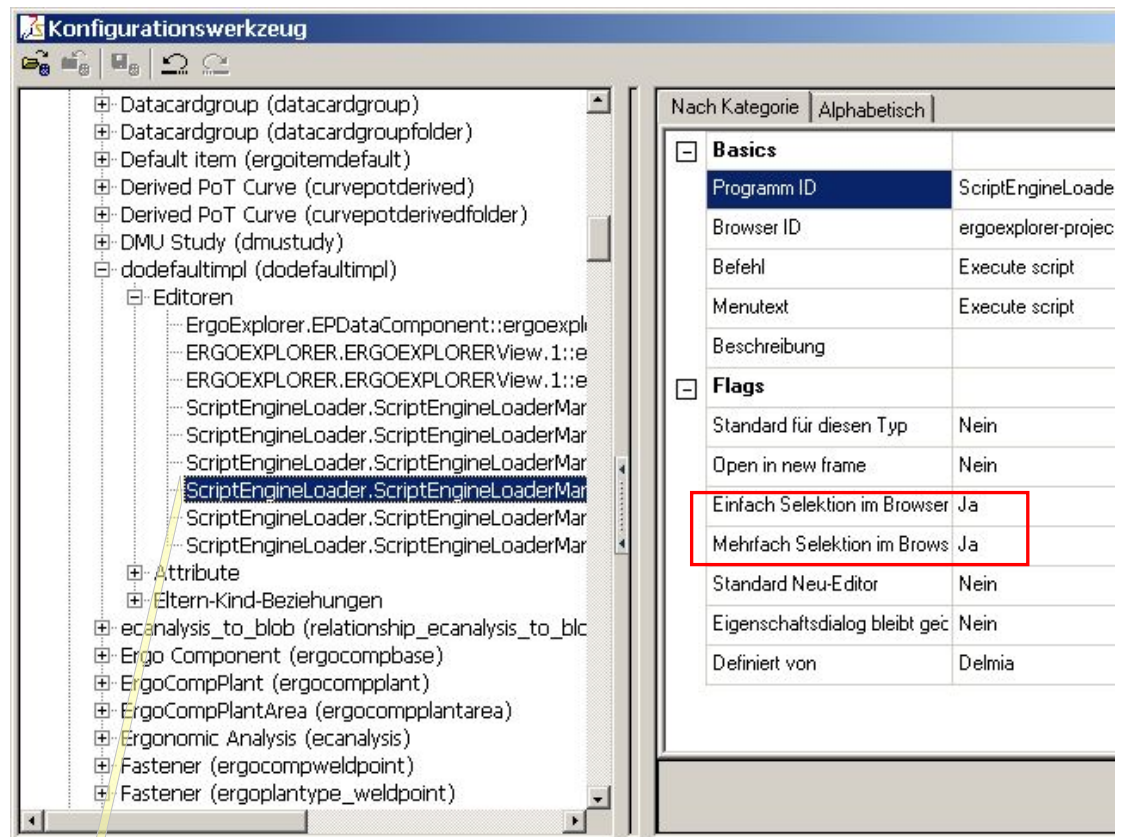 Konfigurationswerkzeug
Datacardgroup (datacardgroup)
Datacardgroup (datacardgroupfolder)
Default item (ergoitemdefault)
Derived PoT Curve (curvepotderived)
Derived PoT Curve (curvepotderivedfolder)
DMU Study (dmustudy)
dodefaultimpl (dodefaultimpl)
Editoren
ErgoExplorer.EPDataComponent::ergoexpl
ERGOEXPLORER.ERGOEXPLORERView.1::e
ERGOEXPLORER.ERGOEXPLORERView.1::e
ScriptEngineLoader.ScriptEngineLoaderMar
ScriptEngineLoader.ScriptEngineLoaderMar
ScriptEngineLoader.ScriptEngineLoaderMar
ScriptEngineLoader.ScriptEngineLoaderMar
ScriptEngineLoader.ScriptEngineLoaderMar
ScriptEngineLoader.ScriptEngineLoaderMar
Attribute
Eltern-Kind-Beziehungen
ecanalysis_to_blob (relationship_ecanalysis_to_blc
Ergo Component (ergocompbase)
ErgoCompPlant (ergocompplant)
ErgoCompPlantArea (ergocompplantarea)
Ergonomic Analysis (ecanalysis)
Fastener (ergocompweldpoint)
Fastener (ergoplantype_weldpoint)
Nach Kategorie Alphabetisch
Basics
Programm ID ScriptEngineLoade
Browser ID ergoexplorer-projec
Befehl Execute script
Menutext Execute script
Beschreibung
Flags
Standard für diesen Typ Nein
Open in new frame Nein
Einfach Selektion im Browser Ja
Mehrfach Selektion im Brows Ja
Standard Neu-Editor Nein
Eigenschaftsdialog bleibt geö Nein
Definiert von Delmia